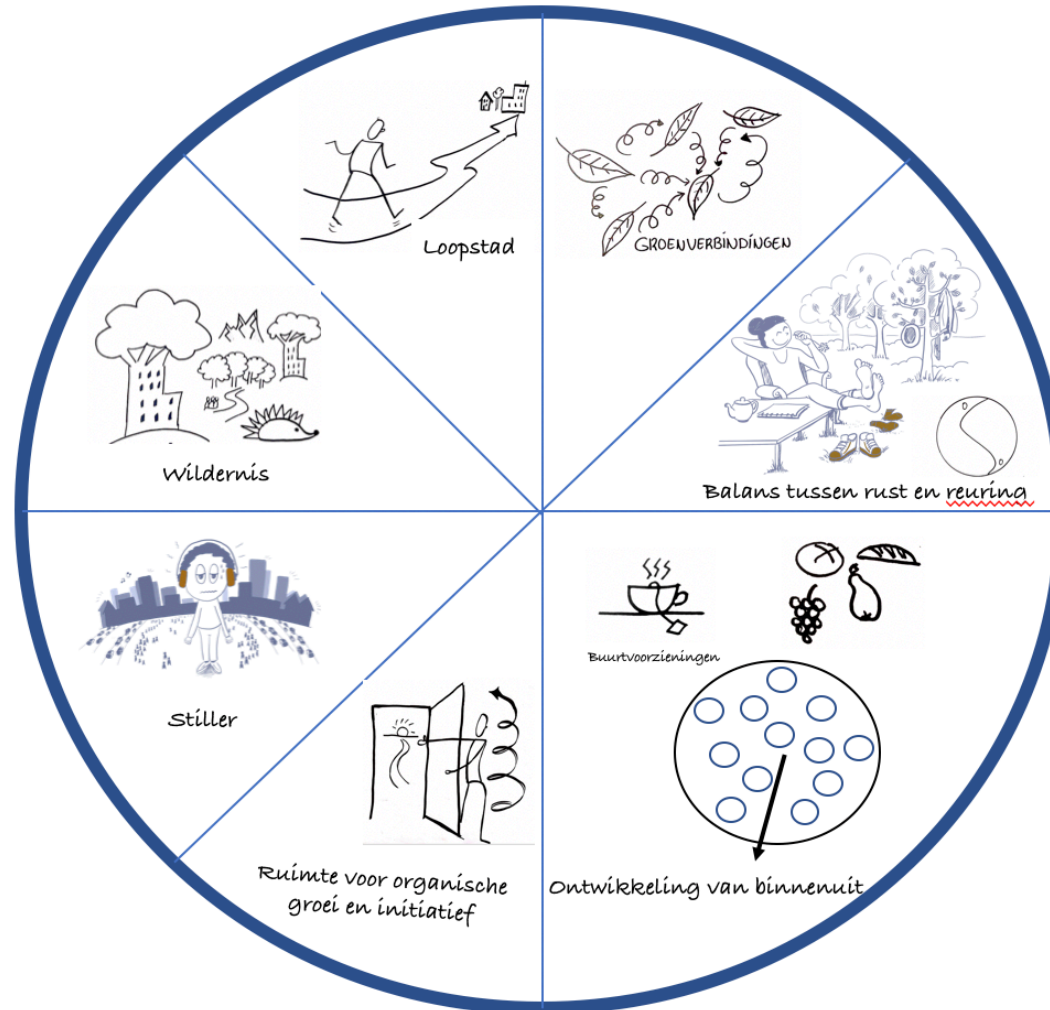 Loopstad
GROENVERBINDINGEN
Wildernis
Balans tussen rust en reuring
Stiller
Buurtvoorzieningen
Ruimte voor organische
groei en initiatief
Ontwikkeling van binnenuit